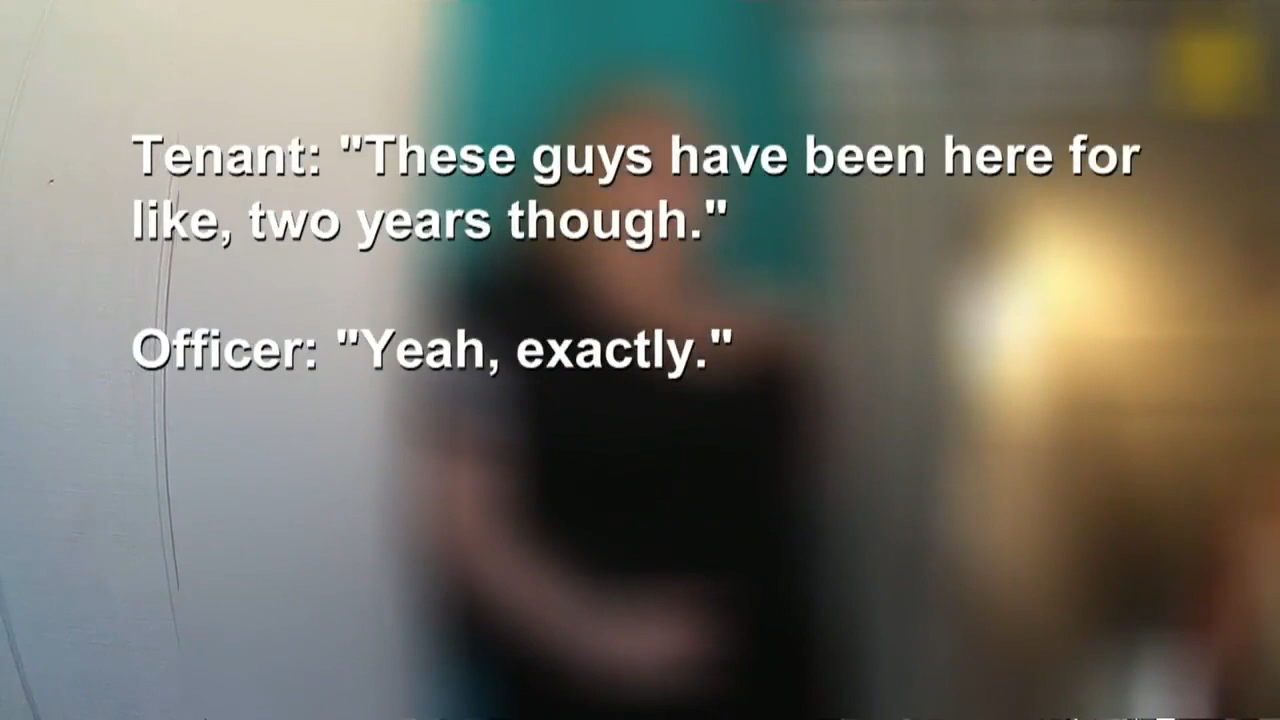 Tenant: "These guys have been here for
like, two years though."
Officer: "Yeah, exactly."